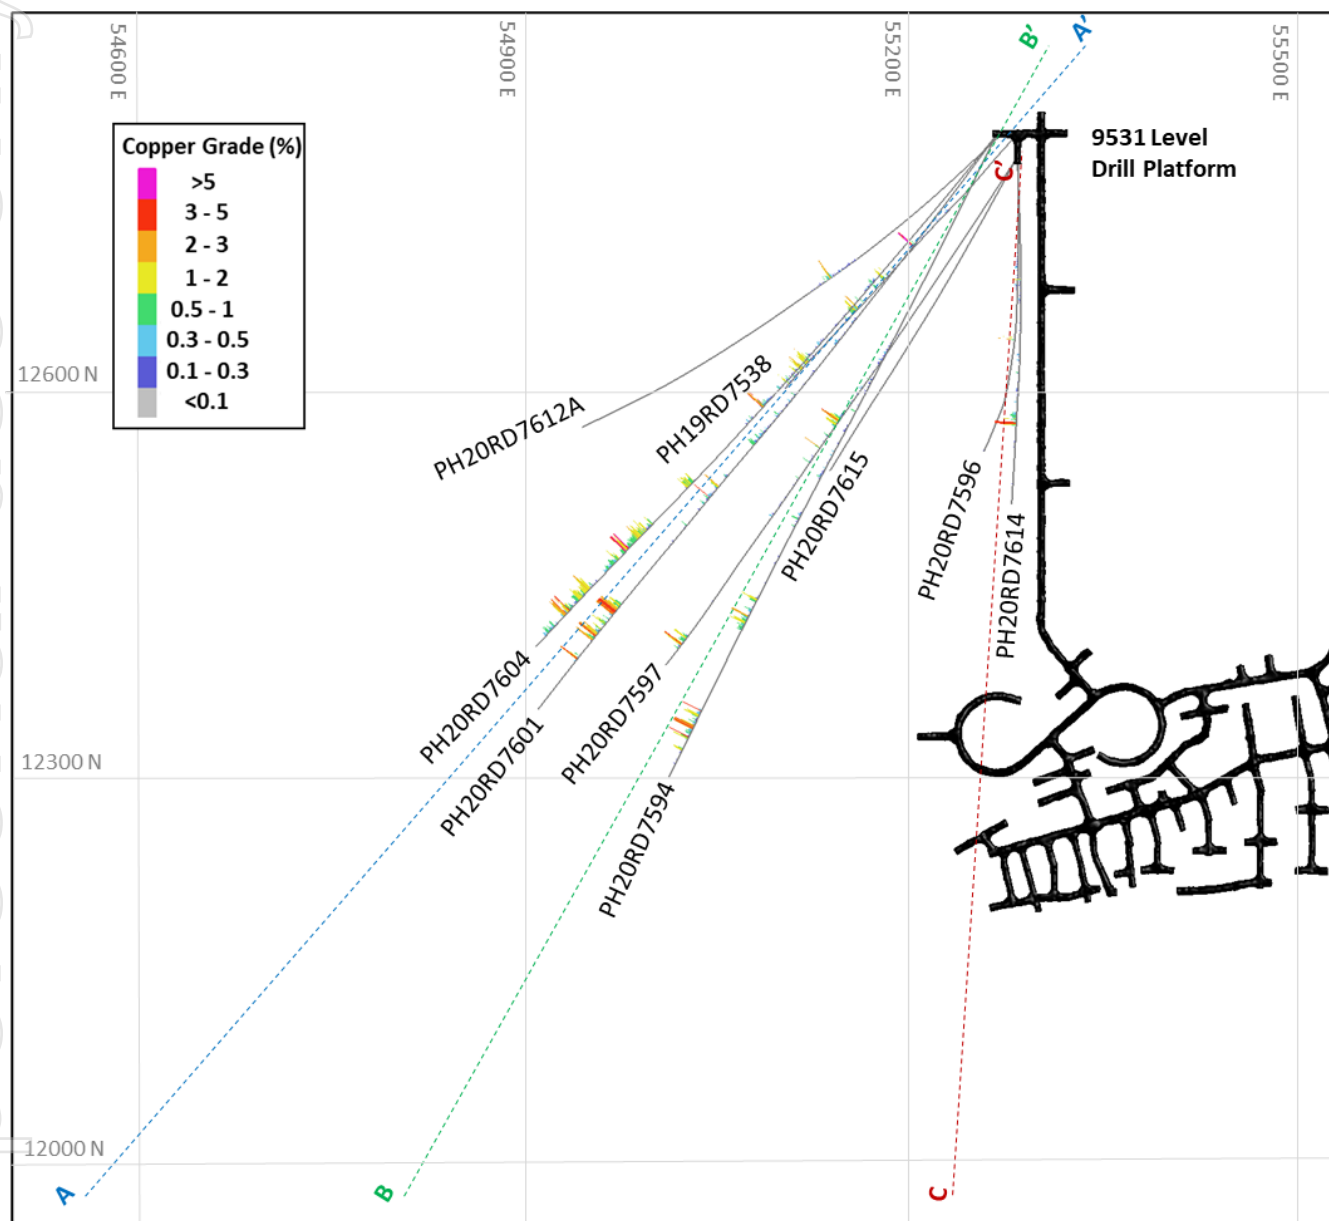 54600 E
54900 E
55200 E
55500 E
B'
A'
Copper Grade (%)
>5
3 - 5
2 - 3
1 - 2
0.5 - 1
0.3 - 0.5
0.1 - 0.3
<0.1
9531 Level
Drill Platform
C'
12600 N
PH20RD7612A
PH19RD7538
PH20RD7615
PH20RD7596
PH20RD7614
PH20RD7604
PH20RD7601
PH20RD7597
PH20RD7594
12300 N
12000 N
A
B
C